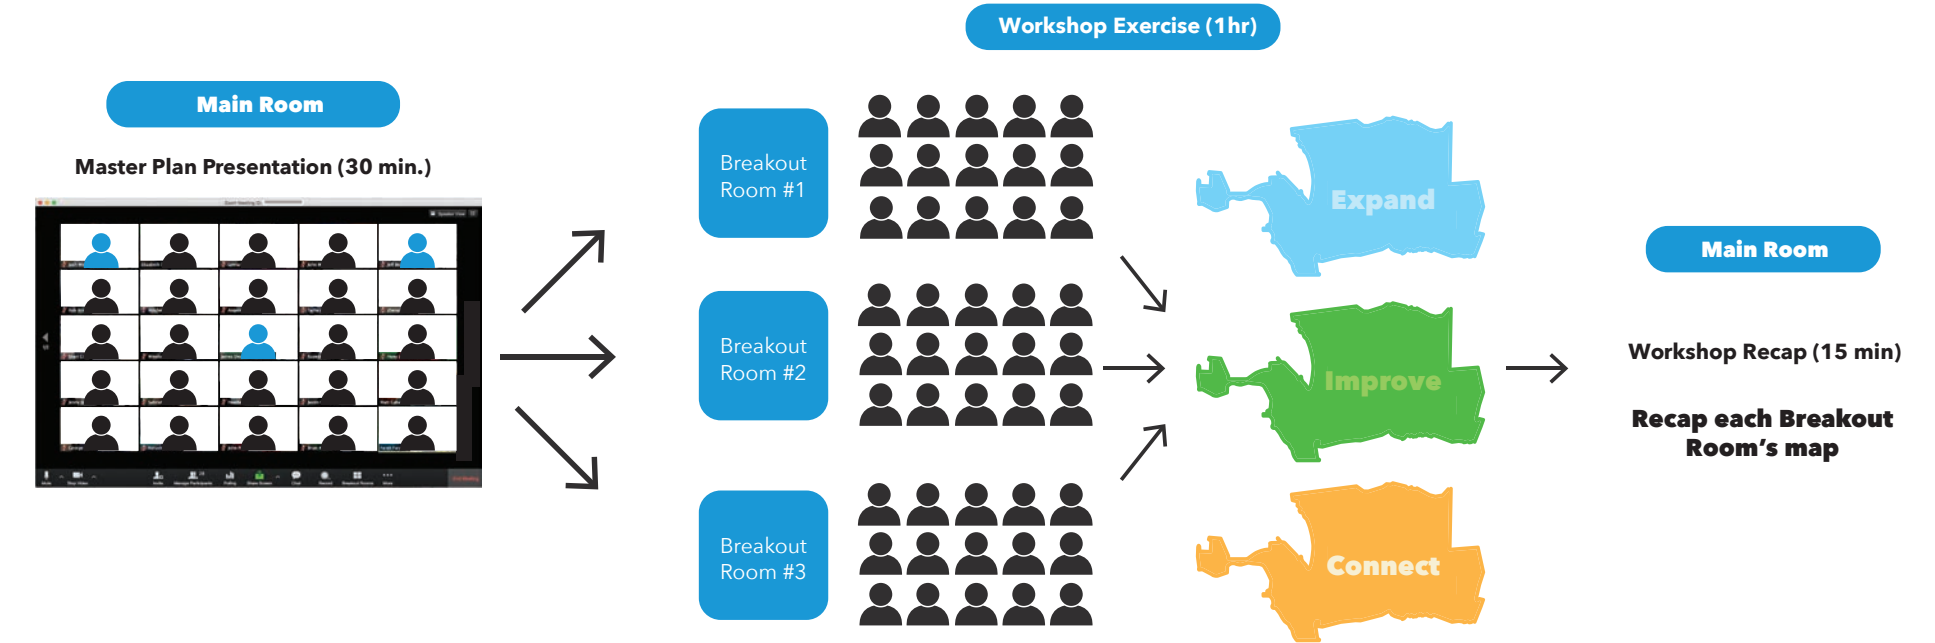 Workshop Exercise (1hr)
Main Room
Master Plan Presentation (30 min.)
Breakout
Room #1
Breakout
Room #2
Breakout
Room #3
Expand
Improve
Connect
Main Room
Workshop Recap (15 min)
Recap each Breakout
Room's map